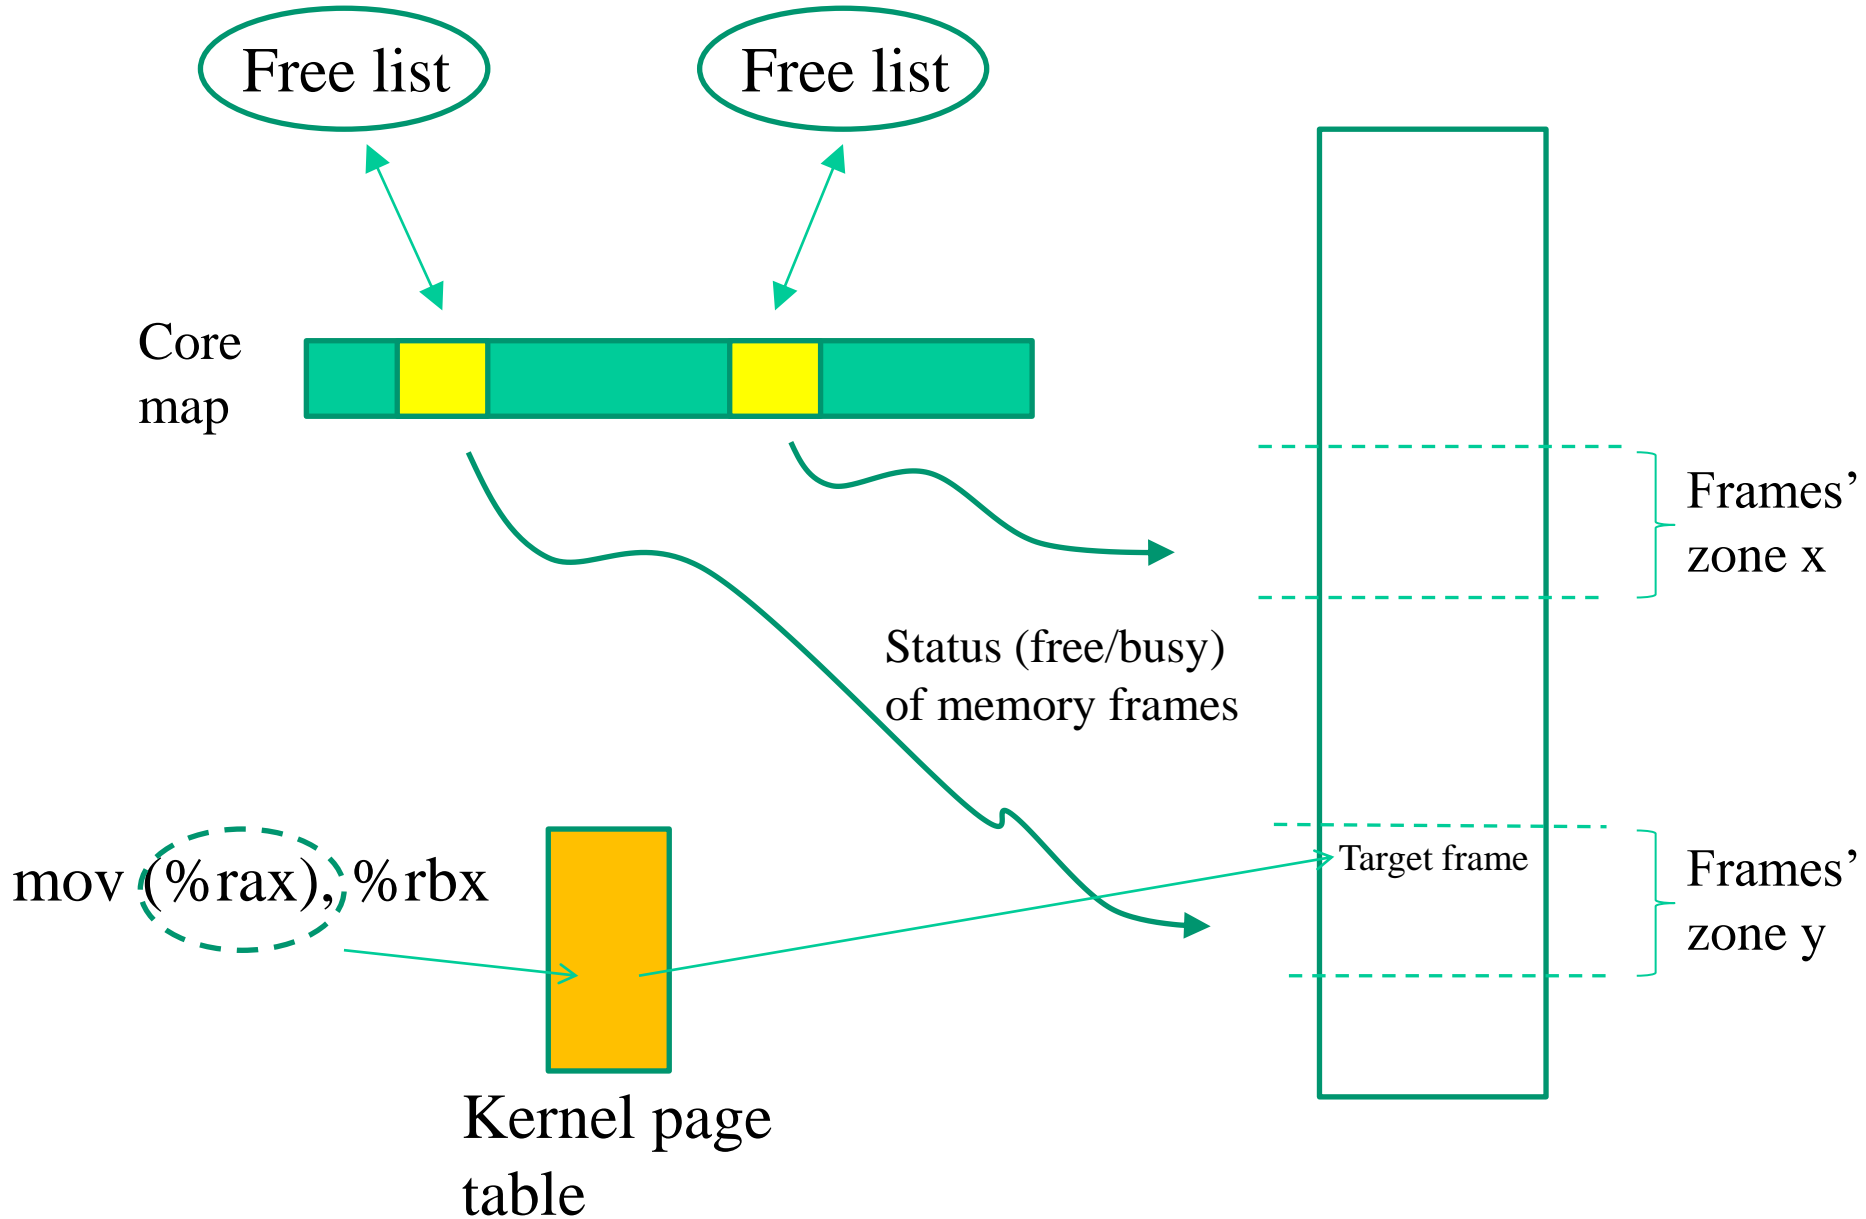 Free list
Free list
Core
map
Frames’
zone x
Status (free/busy)
of memory frames
mov (%rax), %rbx
Target frame
Frames’
zone y
Kernel page
table